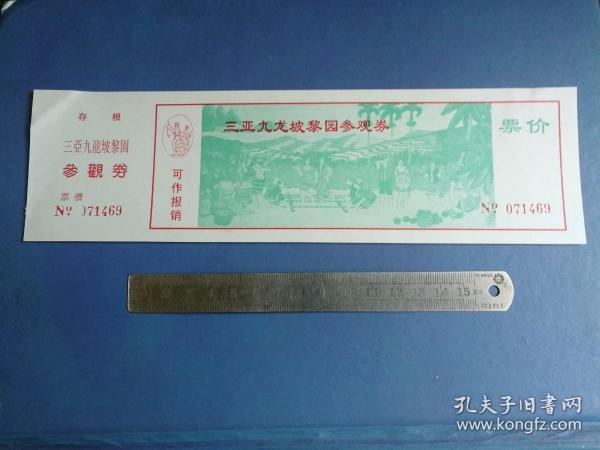 存根
三亞九龍坡黎園
參觀券
票價
Nº 071469
可作报销
三亚九龙坡黎园参观券
票价
Nº 071469
11 12 13 14 15
孔夫子旧书网
www.kongfz.com